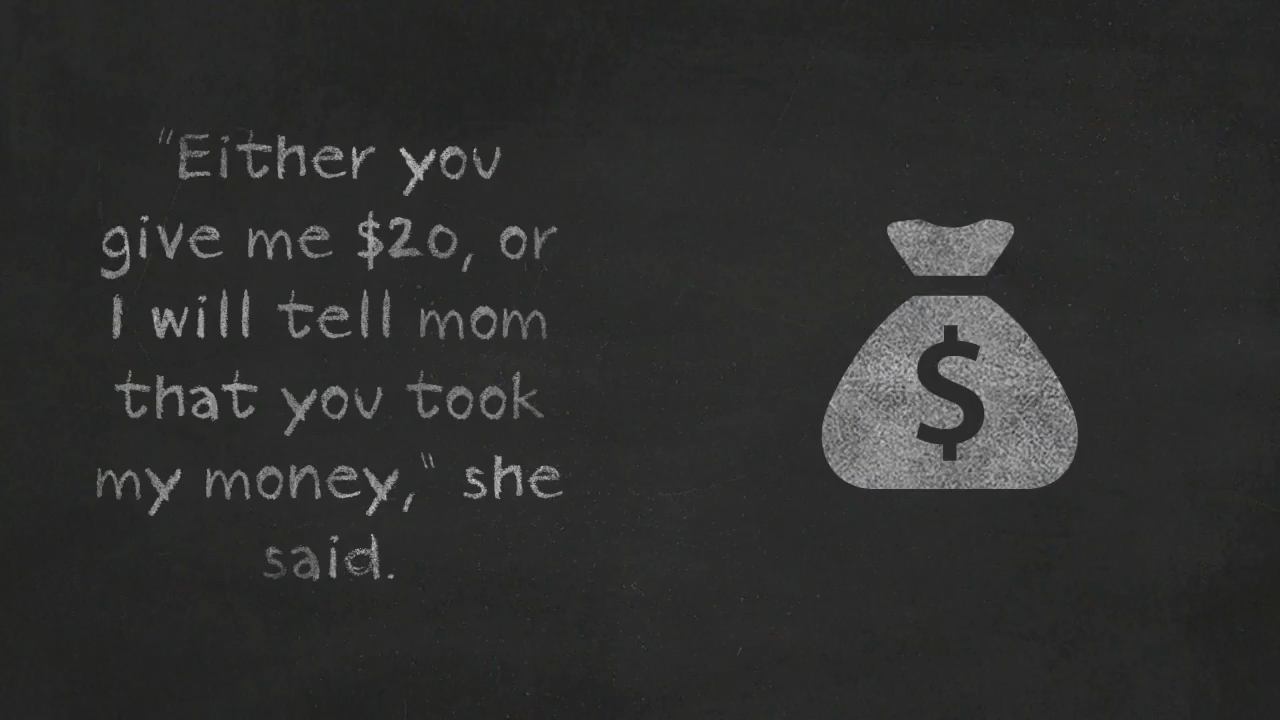 "Either you
give me $20, or
I will tell mom
that you took
my money," she
said.
$